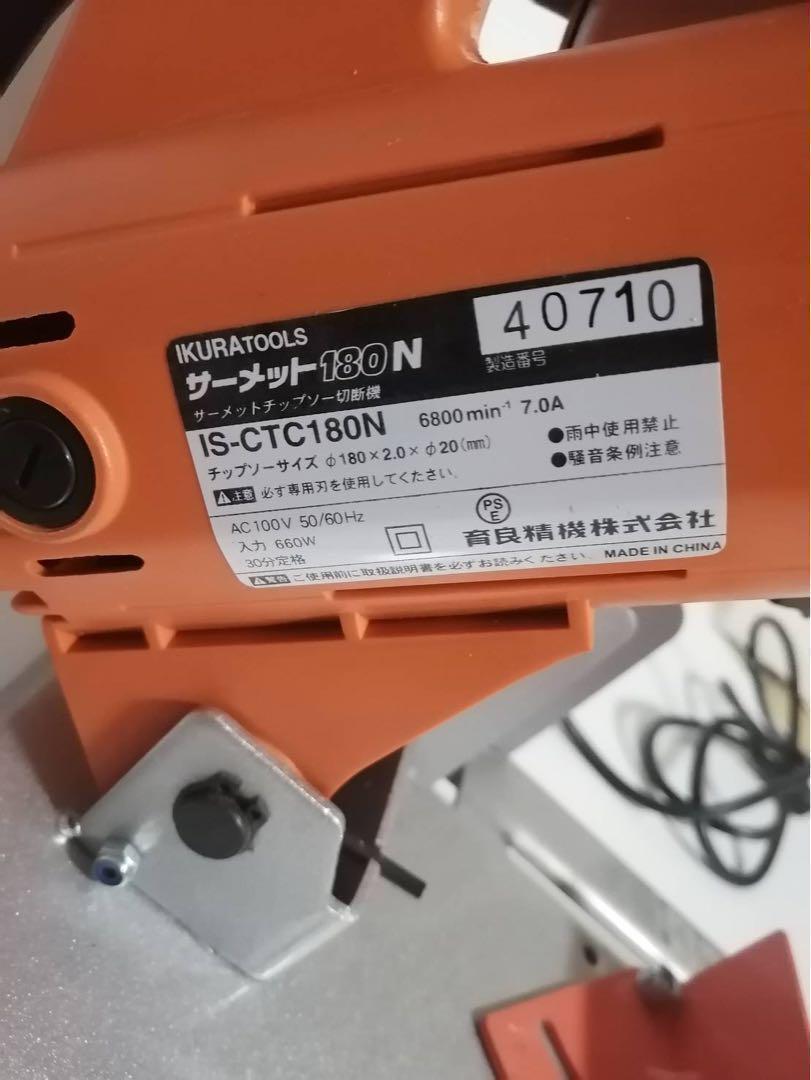 IKURATOOLS
サーメット180N
40710
製造番号
サーメットチップソー切断機
IS-CTC180N 6800min⁻¹ 7.0A
チップソーサイズ φ180×2.0×φ20(mm)
●雨中使用禁止
●騒音条例注意
⚠注意 必ず専用刃を使用してください.
AC100V 50/60Hz
入力 660W
30分定格
PS
E
育良精機株式会社
⚠警告 ご使用前に取扱説明書を必ずお読みください. MADE IN CHINA